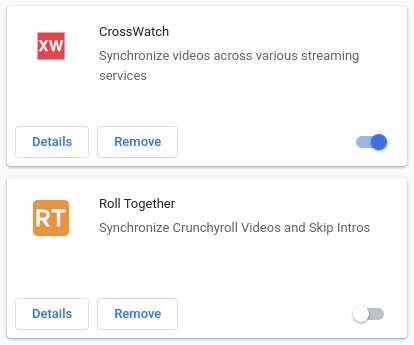 XW
CrossWatch
Synchronize videos across various streaming
services
Details
Remove
RT
Roll Together
Synchronize Crunchyroll Videos and Skip Intros
Details
Remove